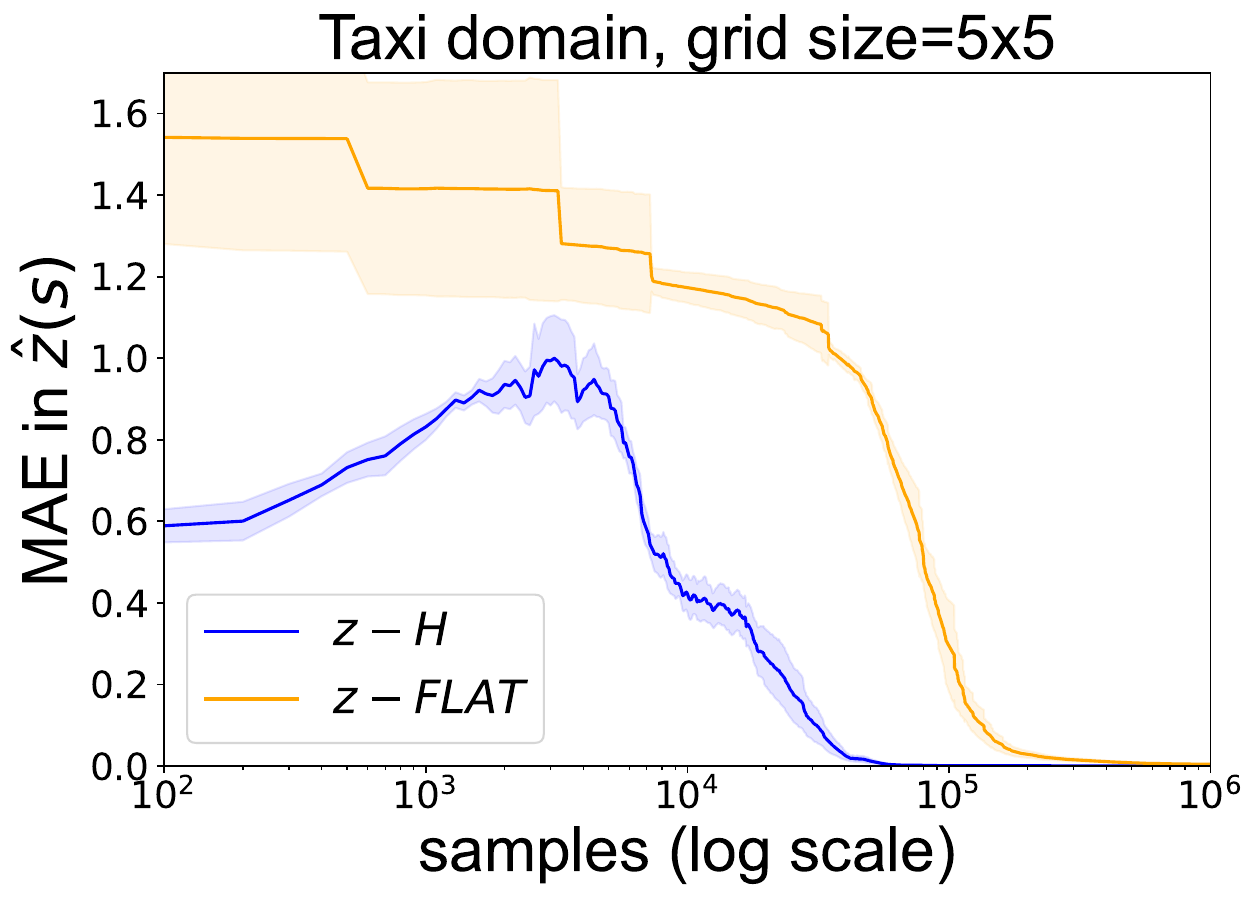 Taxi domain, grid size=5x5
MAE in ẑ(s)
1.6
1.4
1.2
1.0
0.8
0.6
0.4
0.2
0.0
z − H
z − FLAT
10² 10³ 10⁴ 10⁵ 10⁶
samples (log scale)